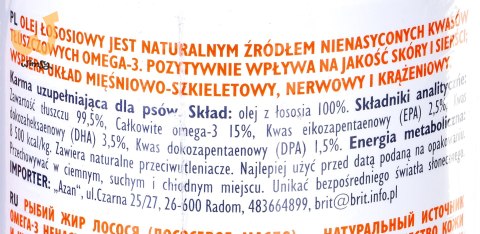 PL OLEJ ŁOSOSIOWY JEST NATURALNYM ŹRÓDŁEM NIENASYCONYCH KWASÓW
TŁUSZCZOWYCH OMEGA-3. POZYTYWNIE WPŁYWA NA JAKOŚĆ SKÓRY I SIERŚCI,
WSPIERA UKŁAD MIĘŚNIOWO-SZKIELETOWY, NERWOWY I KRĄŻENIOWY.
Karma uzupełniająca dla psów. Skład: olej z łososia 100%. Składniki analityczne:
Zawartość tłuszczu 99,5%, Całkowite omega-3 15%, Kwas eikozapentaenowy (EPA) 2,5%, Kwas
dokozaheksaenowy (DHA) 3,5%, Kwas dokozapentaenowy (DPA) 1,5%. Energia metaboliczna:
8 500 kcal/kg. Zawiera naturalne przeciwutleniacze. Najlepiej użyć przed datą podaną na opakowaniu.
Przechowywać w ciemnym, suchym i chłodnym miejscu. Unikać bezpośredniego światła słonecznego.
IMPORTER: „Azan", ul.Czarna 25/27, 26-600 Radom, 483664899, brit@brit.info.pl
RU РЫБИЙ ЖИР ЛОСОСЯ (ЛОСОСЕВОЕ МАСЛО) - НАТУРАЛЬНЫЙ ИСТОЧНИК
ОМЕГА-3